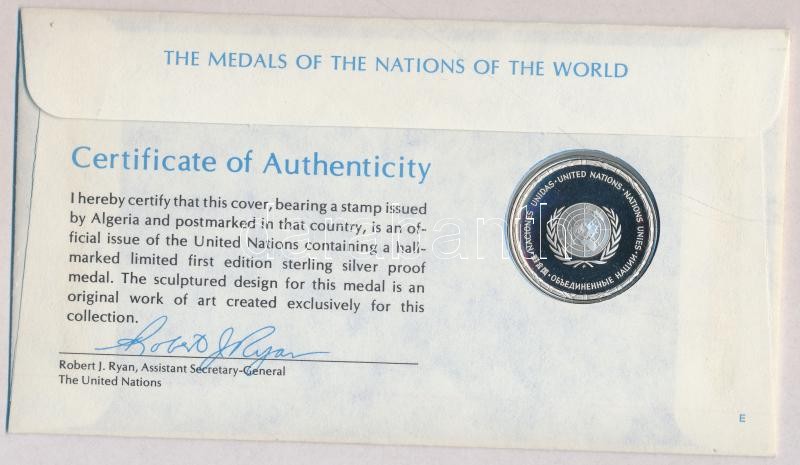 THE MEDALS OF THE NATIONS OF THE WORLD
Certificate of Authenticity
I hereby certify that this cover, bearing a stamp issued
by Algeria and postmarked in that country, is an of-
ficial issue of the United Nations containing a hall-
marked limited first edition sterling silver proof
medal. The sculptured design for this medal is an
original work of art created exclusively for this
collection.
Robert J. Ryan
Robert J. Ryan, Assistant Secretary-General
The United Nations
NACIONES UNIDAS · UNITED NATIONS · NATIONS UNIES ·
ОБЪЕДИНЕННЫЕ НАЦИИ ·
E